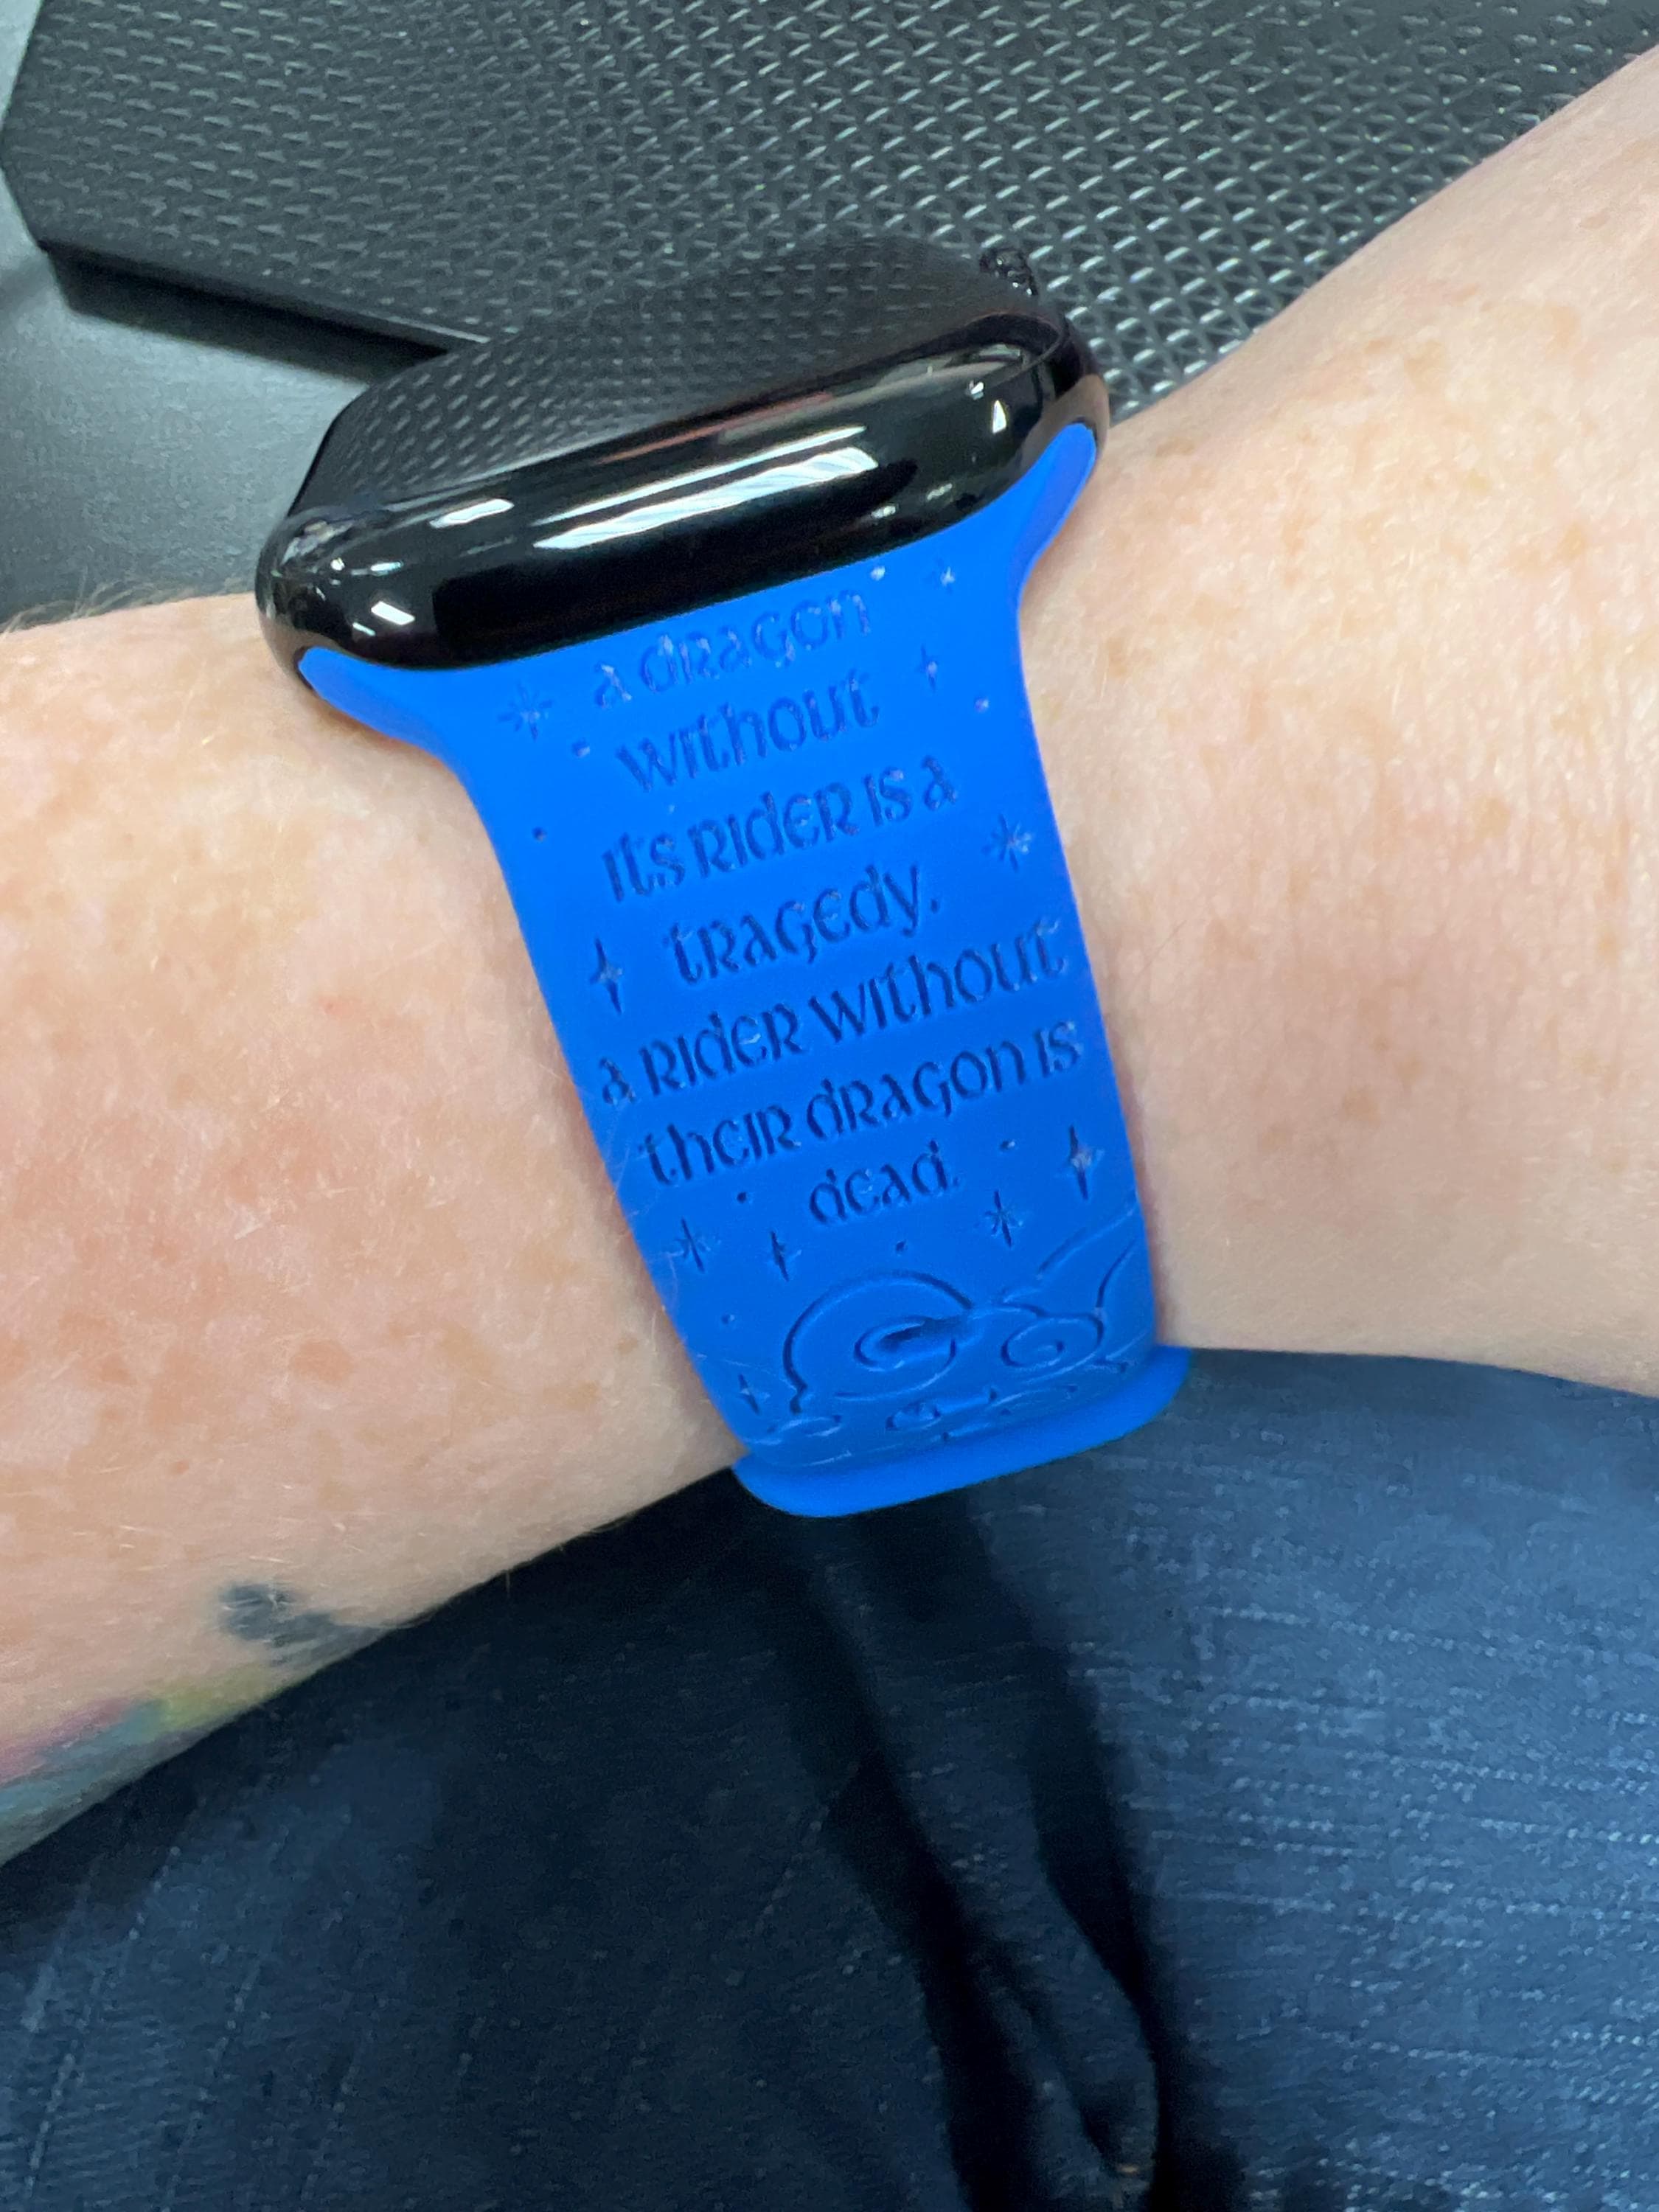 a dragon
without
its rider is a
tragedy.
a rider without
their dragon is
dead.